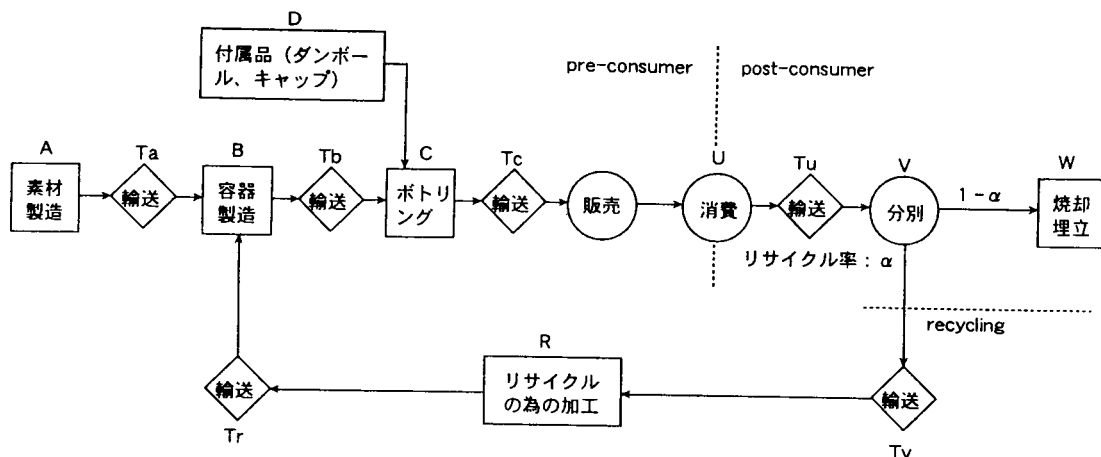 D
付属品（ダンボー
ル、キャップ）
pre-consumer
post-consumer
A
素材
製造
Ta
輸送
B
容器
製造
Tb
輸送
C
ボトリ
ング
Tc
輸送
販売
U
消費
Tu
輸送
V
分別
1-α
W
焼却
埋立
リサイクル率：α
recycling
R
リサイクル
の為の加工
輸送
Tr
輸送
Tv